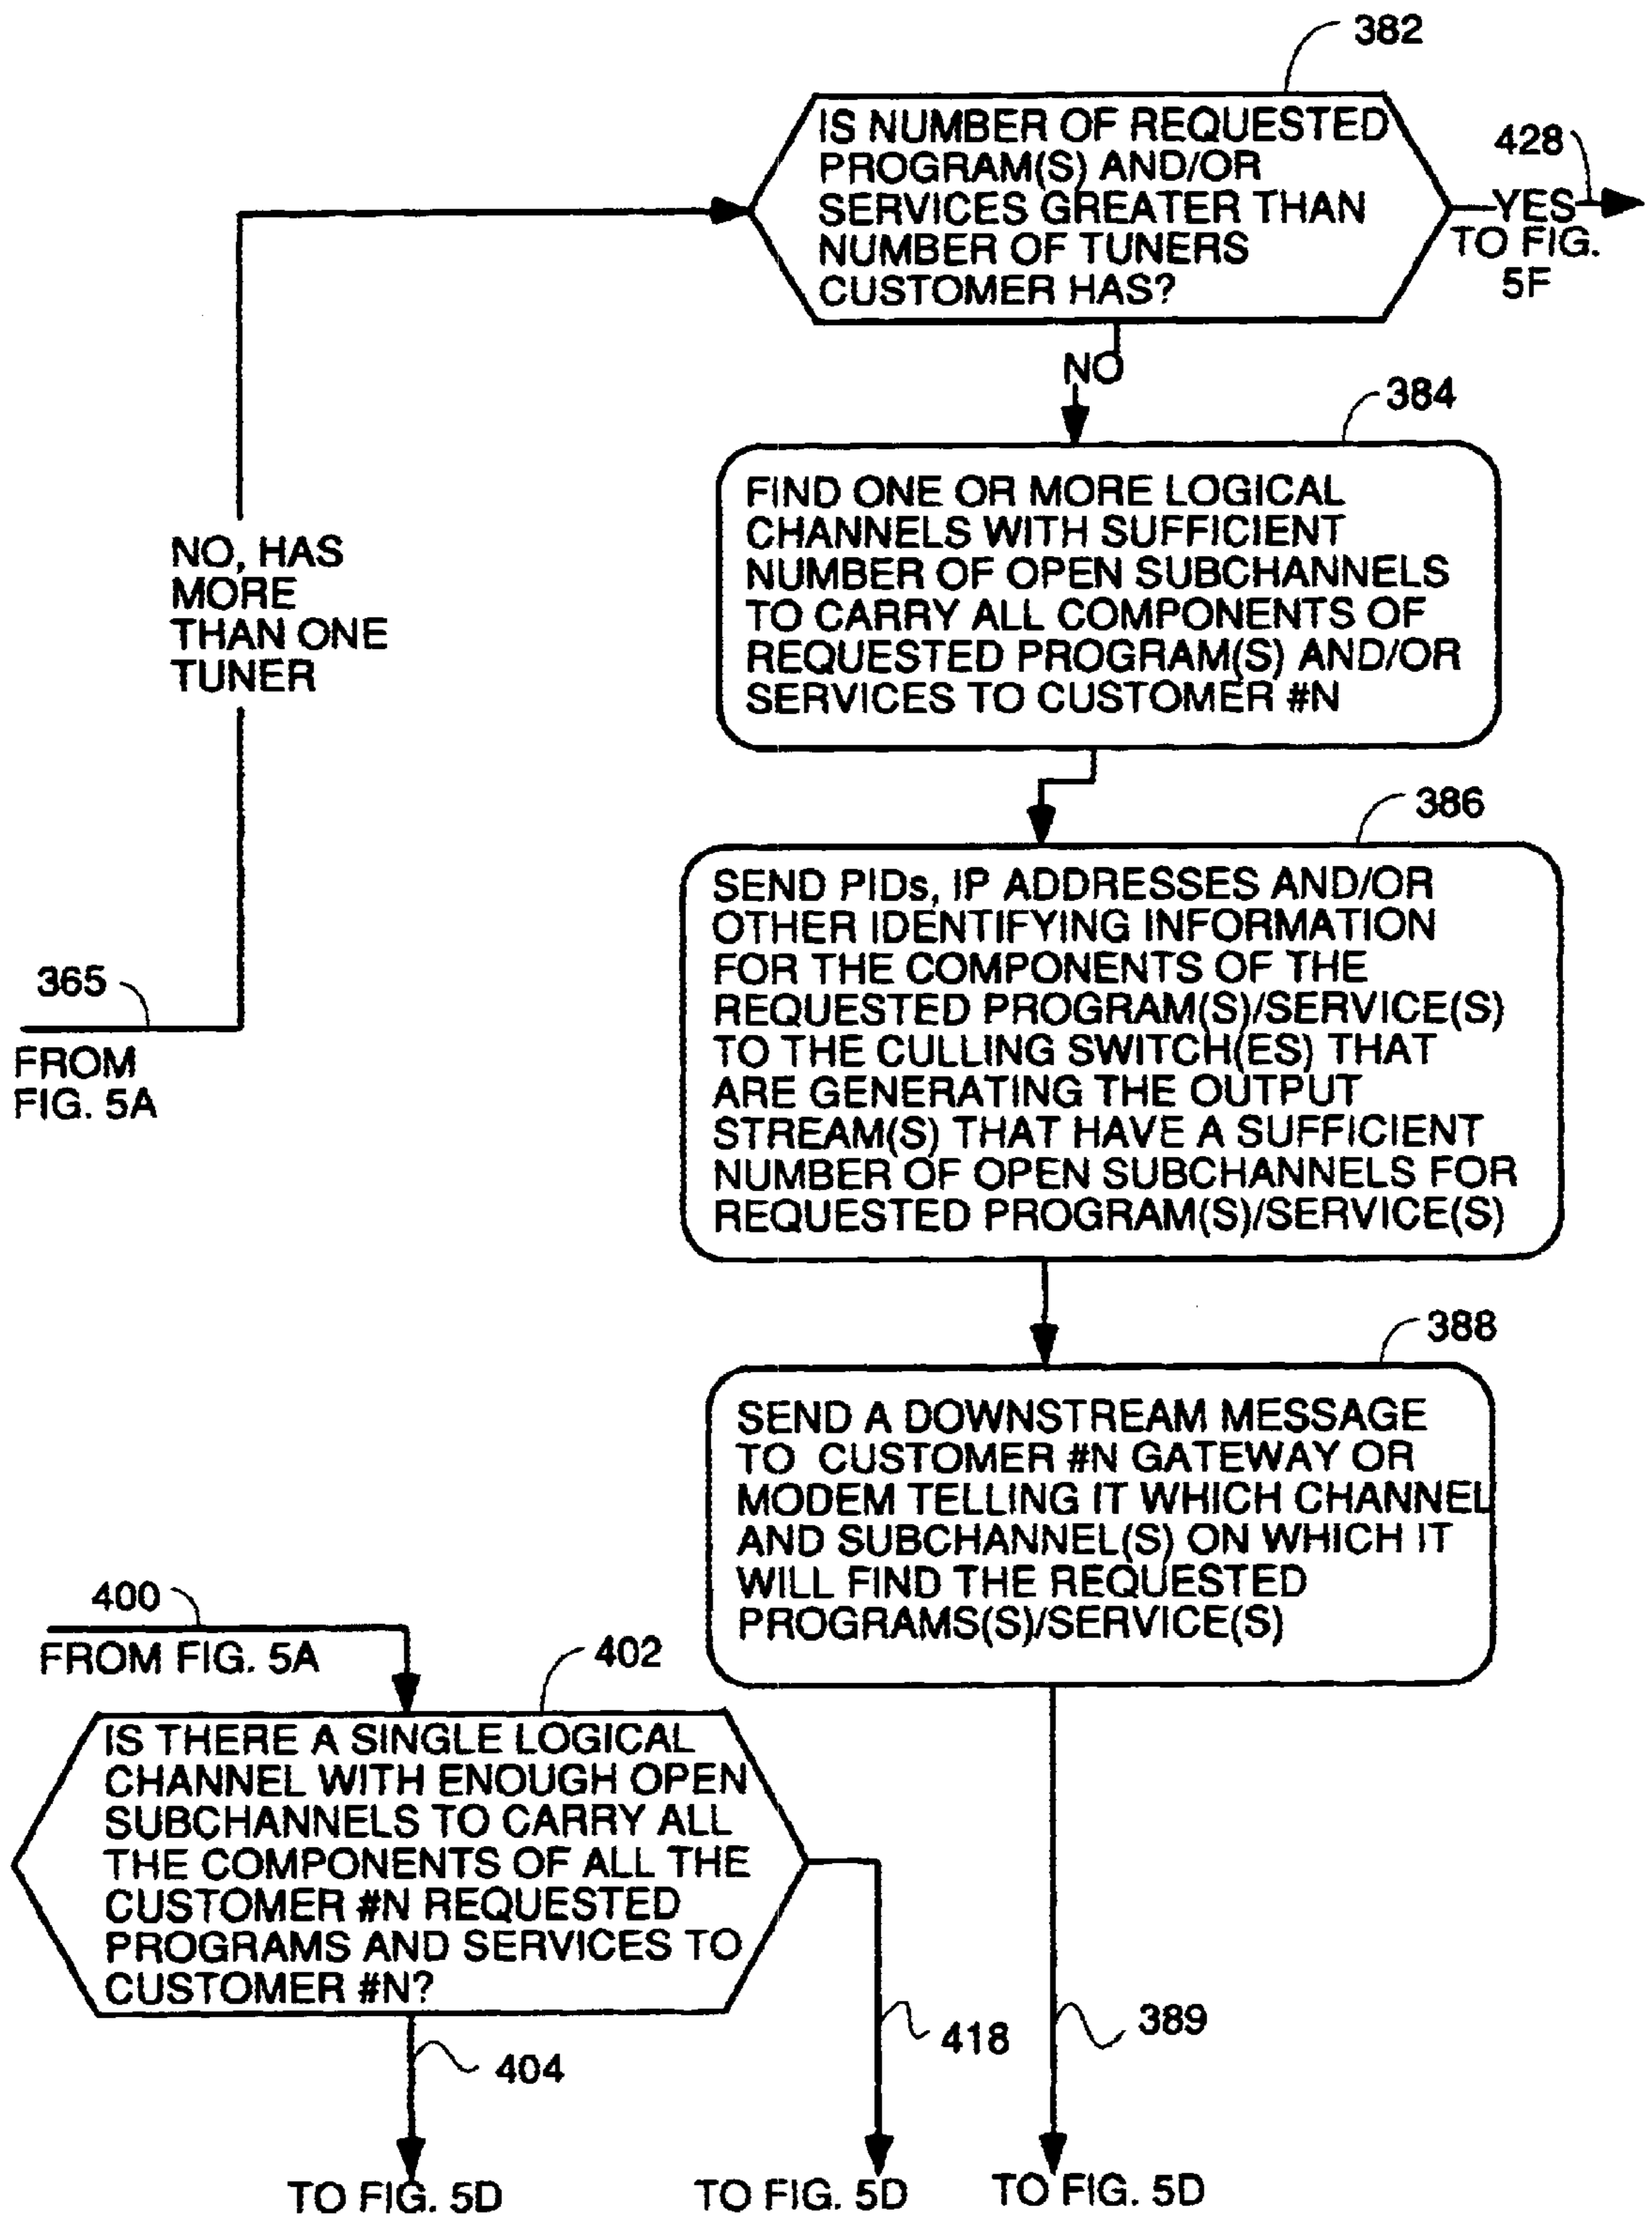 382
IS NUMBER OF REQUESTED
PROGRAM(S) AND/OR
SERVICES GREATER THAN
NUMBER OF TUNERS
CUSTOMER HAS?
428
YES
TO FIG.
5F
NO
384
FIND ONE OR MORE LOGICAL
CHANNELS WITH SUFFICIENT
NUMBER OF OPEN SUBCHANNELS
TO CARRY ALL COMPONENTS OF
REQUESTED PROGRAM(S) AND/OR
SERVICES TO CUSTOMER #N
NO, HAS
MORE
THAN ONE
TUNER
386
SEND PIDs, IP ADDRESSES AND/OR
OTHER IDENTIFYING INFORMATION
FOR THE COMPONENTS OF THE
REQUESTED PROGRAM(S)/SERVICE(S)
TO THE CULLING SWITCH(ES) THAT
ARE GENERATING THE OUTPUT
STREAM(S) THAT HAVE A SUFFICIENT
NUMBER OF OPEN SUBCHANNELS FOR
REQUESTED PROGRAM(S)/SERVICE(S)
365
FROM
FIG. 5A
388
SEND A DOWNSTREAM MESSAGE
TO CUSTOMER #N GATEWAY OR
MODEM TELLING IT WHICH CHANNEL
AND SUBCHANNEL(S) ON WHICH IT
WILL FIND THE REQUESTED
PROGRAMS(S)/SERVICE(S)
400
FROM FIG. 5A
402
IS THERE A SINGLE LOGICAL
CHANNEL WITH ENOUGH OPEN
SUBCHANNELS TO CARRY ALL
THE COMPONENTS OF ALL THE
CUSTOMER #N REQUESTED
PROGRAMS AND SERVICES TO
CUSTOMER #N?
404
418
389
TO FIG. 5D
TO FIG. 5D
TO FIG. 5D